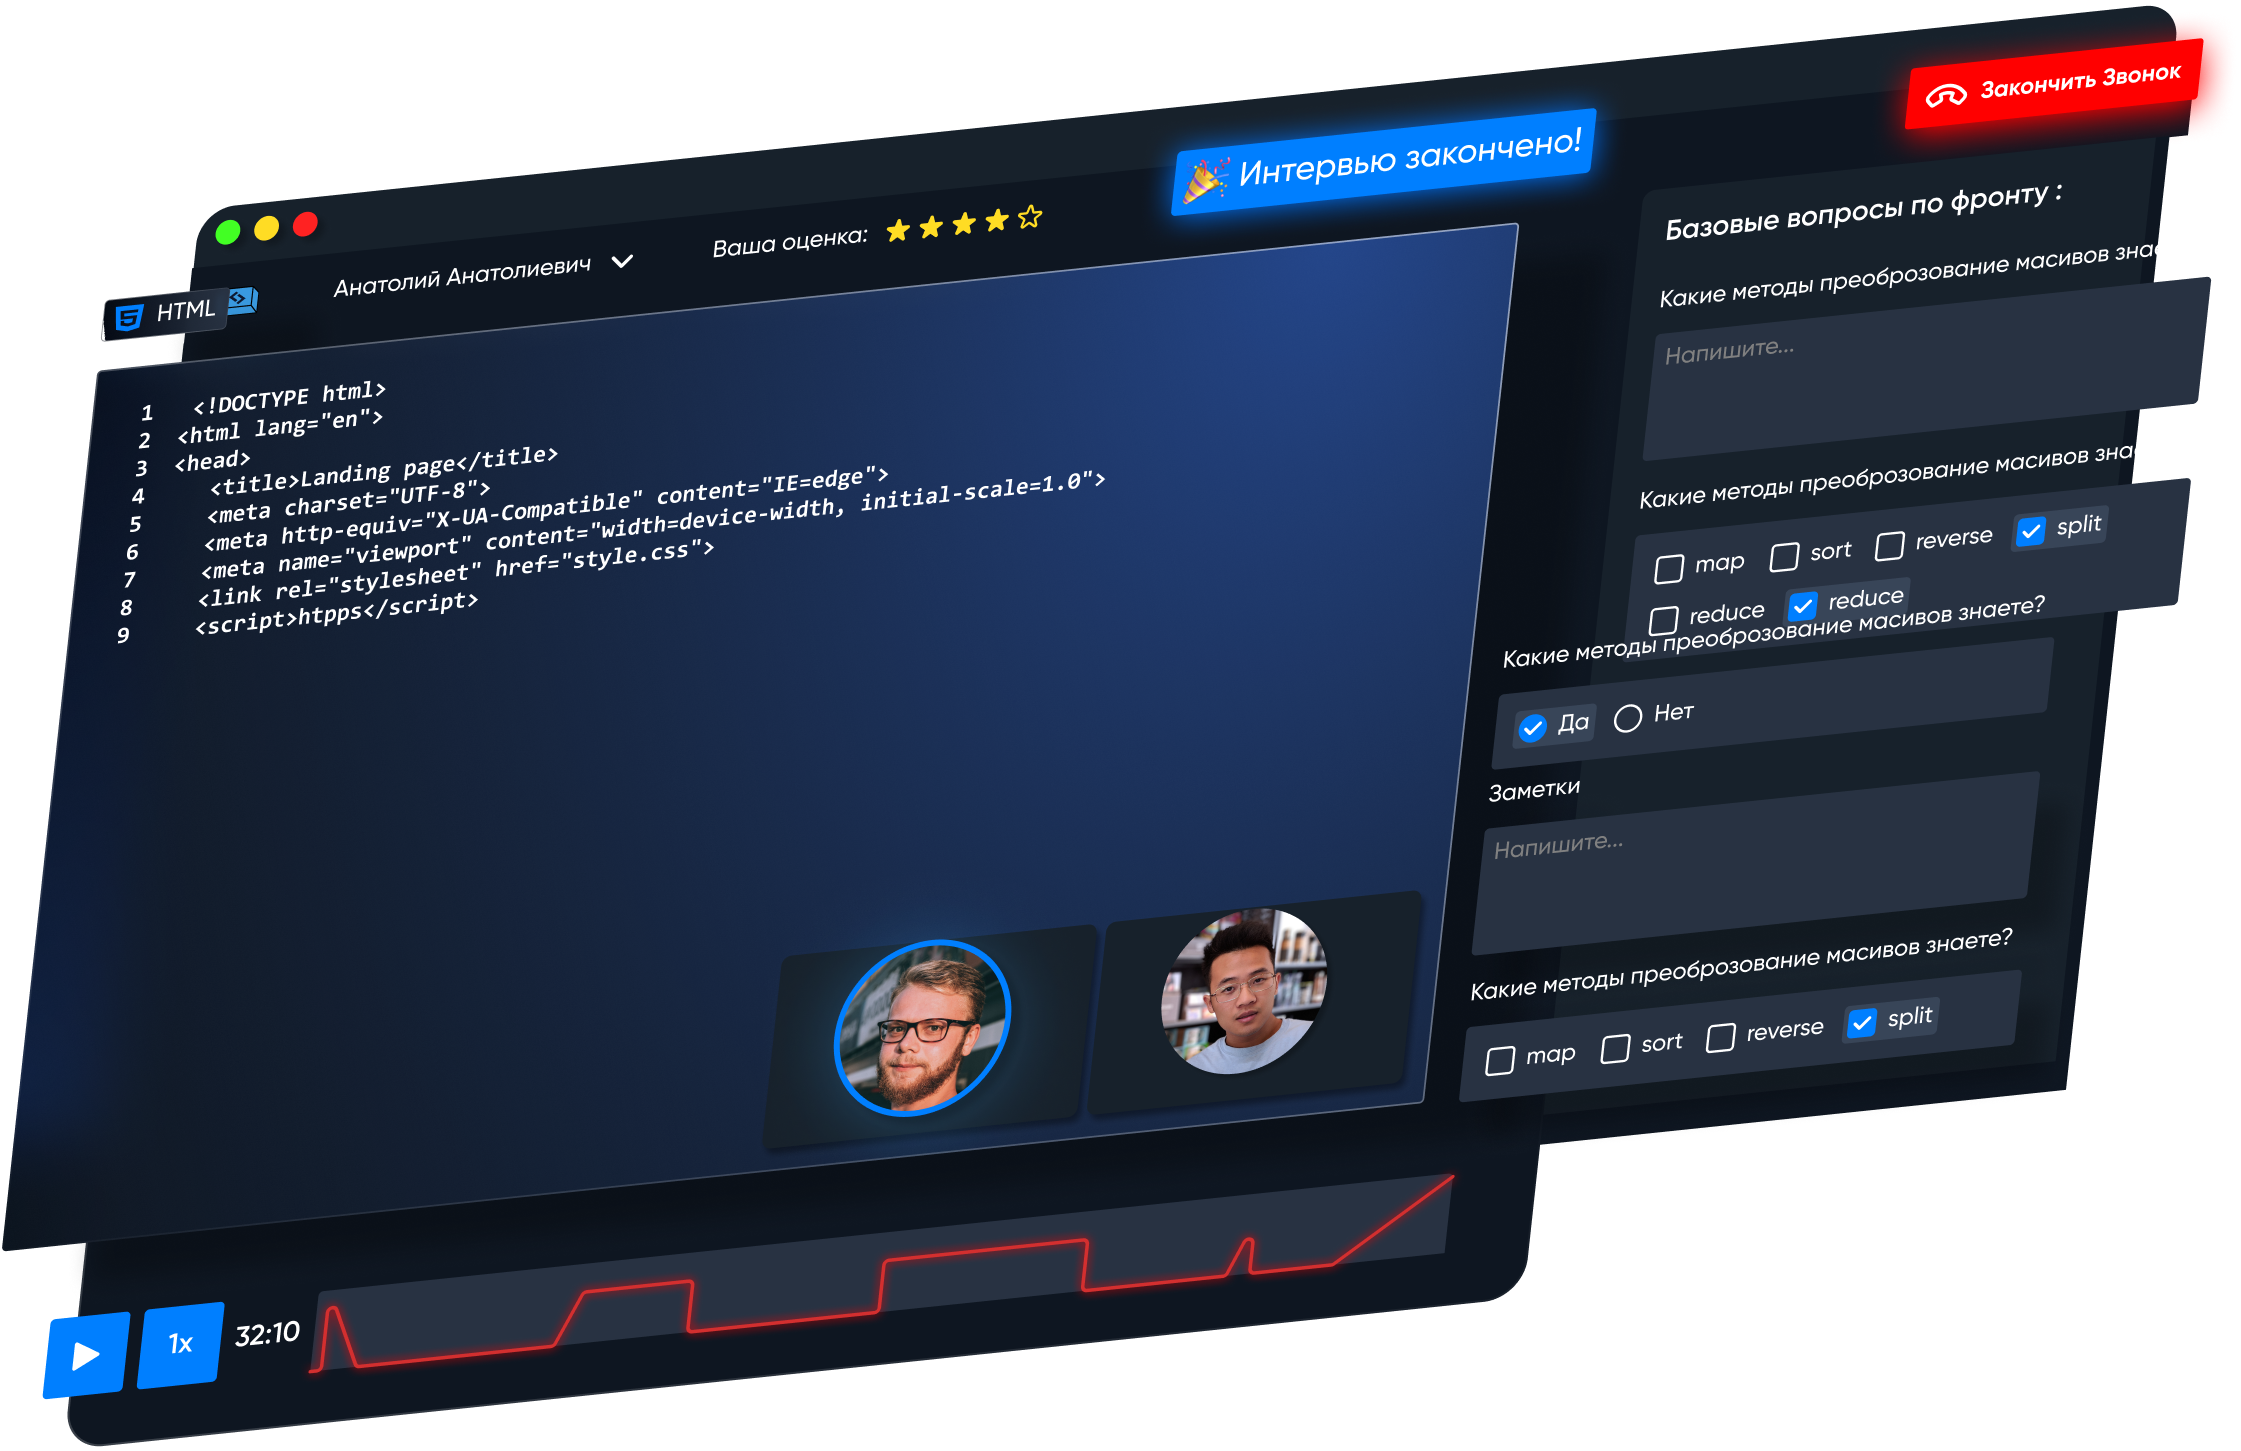 Закончить Звонок
🎉 Интервью закончено!
Ваша оценка:
Анатолий Анатолиевич
HTML
1 <!DOCTYPE html>
2 <html lang="en">
3 <head>
4 <title>Landing page</title>
5 <meta charset="UTF-8">
6 <meta http-equiv="X-UA-Compatible" content="IE=edge">
7 <meta name="viewport" content="width=device-width, initial-scale=1.0">
8 <link rel="stylesheet" href="style.css">
9 <script>htpps</script>
Базовые вопросы по фронту :
Какие методы преоброзование масивов зна
Напишите...
Какие методы преоброзование масивов зна
map sort reverse split
reduce reduce
Какие методы преоброзование масивов знаете?
Да Нет
Заметки
Напишите...
Какие методы преоброзование масивов знаете?
map sort reverse split
1x 32:10